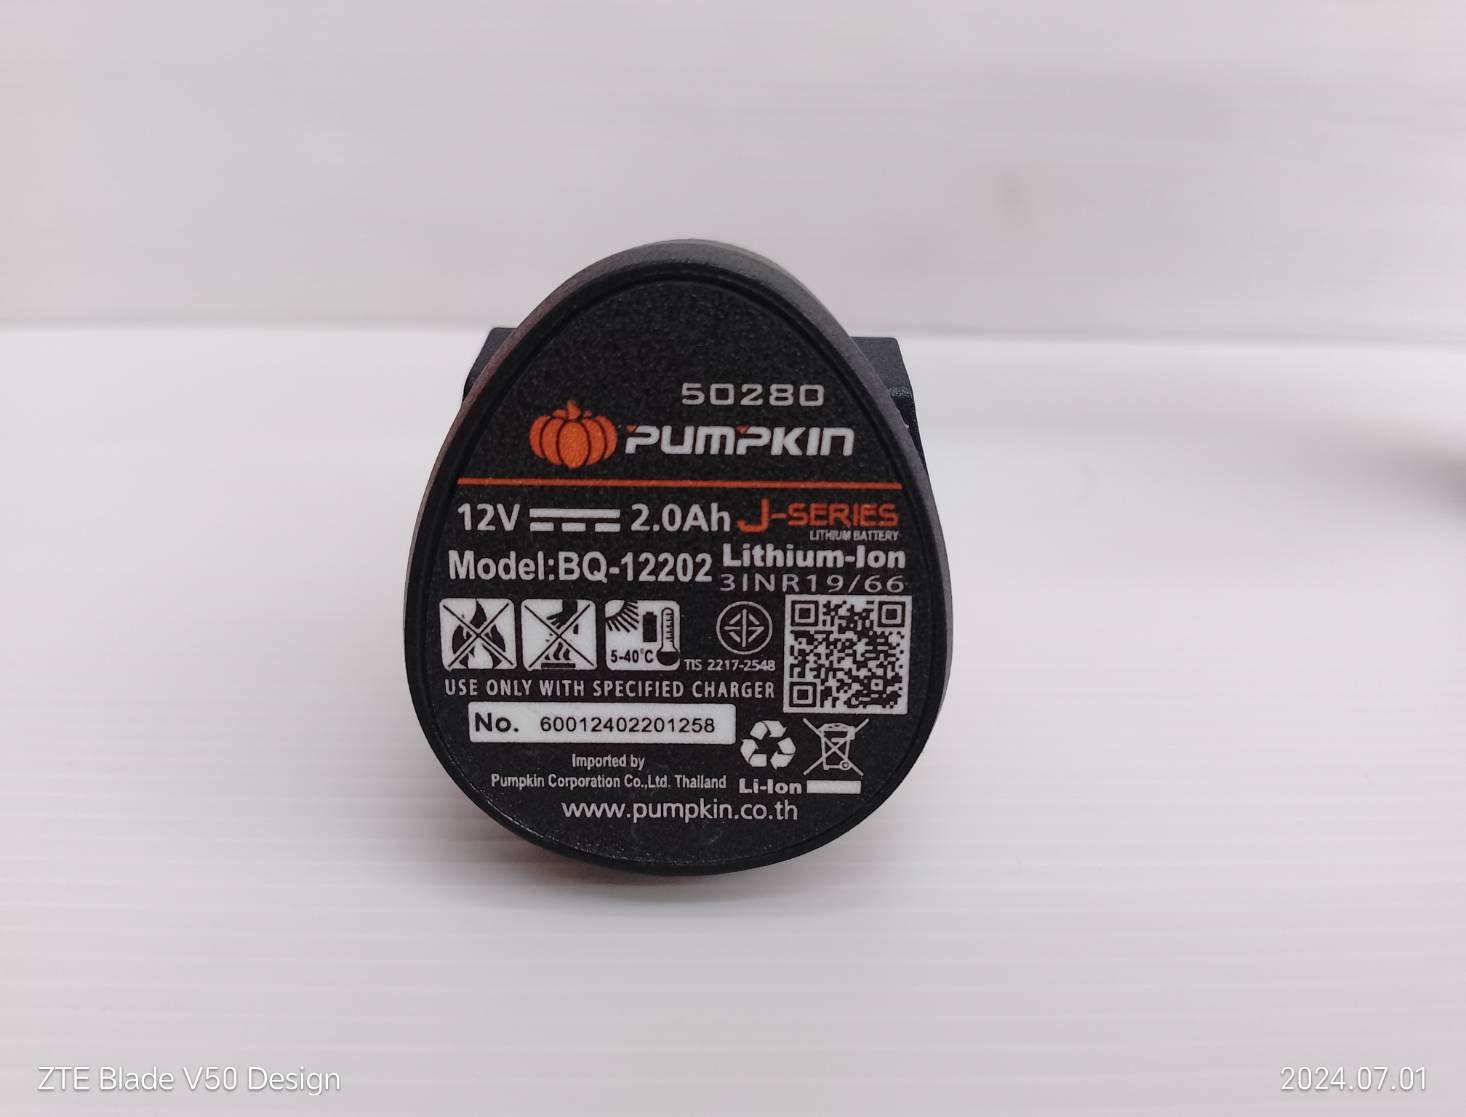 50280
PUMPKIN
12V 2.0Ah J-SERIES
LITHIUM BATTERY
Model:BQ-12202 Lithium-Ion
3INR19/66
5-40°C TIS 2217-2548
USE ONLY WITH SPECIFIED CHARGER
No. 60012402201258
Imported by
Pumpkin Corporation Co.,Ltd. Thailand
Li-Ion
www.pumpkin.co.th
ZTE Blade V50 Design
2024.07.01